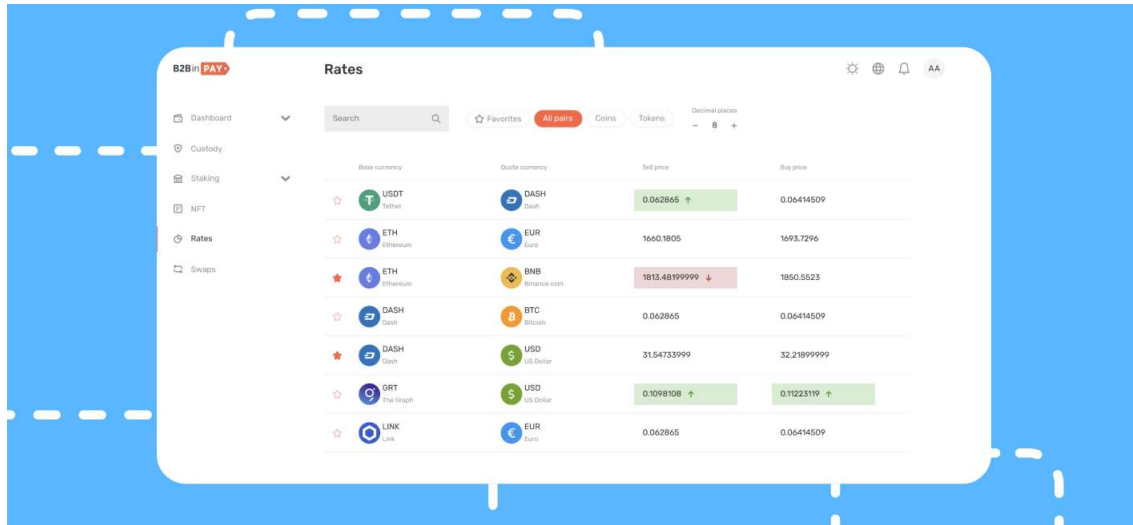 B2Bin PAY
Rates
AA
Dashboard
Custody
Staking
NFT
Rates
Swaps
Search
Favorites
All pairs
Coins
Tokens
Decimal places
− 8 +
Base currency Quote currency Sell price Buy price
USDT DASH 0.062865 ↑ 0.06414509
Tether Dash
ETH EUR 1660.1805 1693.7296
Ethereum Euro
ETH BNB 1813.48199999 ↓ 1850.5523
Ethereum Binance coin
DASH BTC 0.062865 0.06414509
Dash Bitcoin
DASH USD 31.54733999 32.21899999
Dash US Dollar
GRT USD 0.1098108 ↑ 0.11223119 ↑
The Graph US Dollar
LINK EUR 0.062865 0.06414509
Link Euro